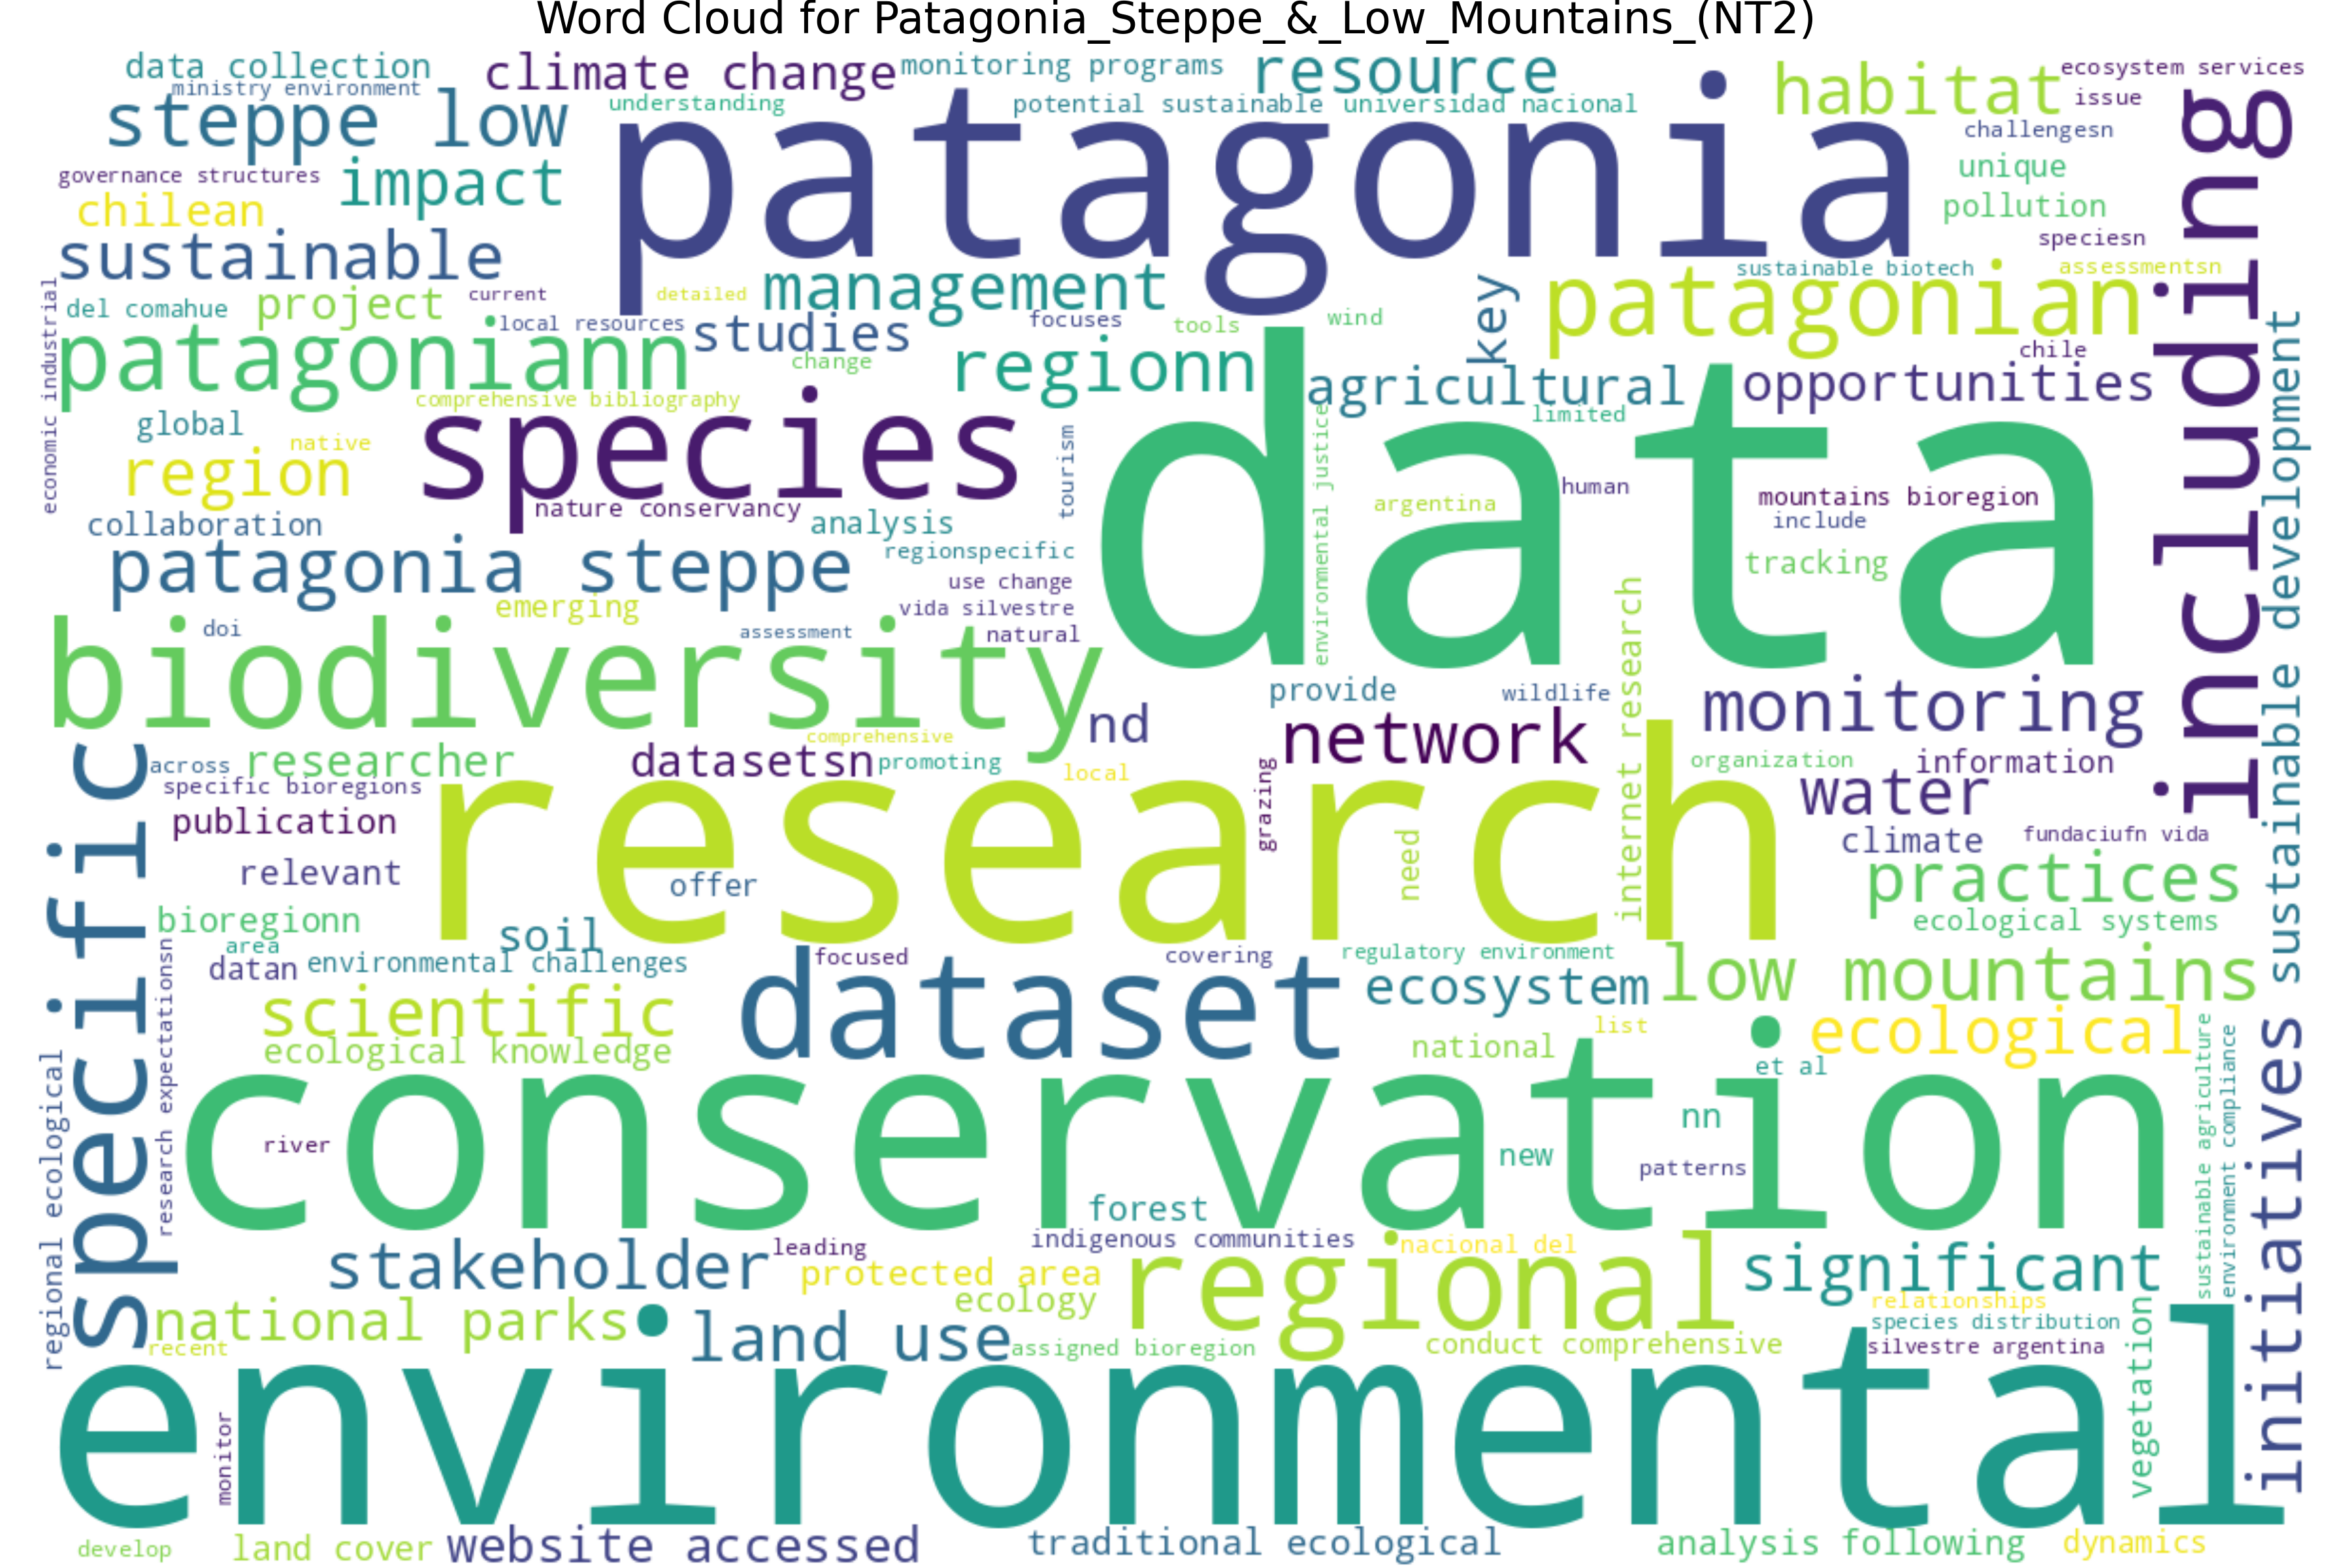 Word Cloud for Patagonia_Steppe_&_Low_Mountains_(NT2)
data collection
climate change
monitoring programs
resource
habitat
ecosystem services
ministry environment
understanding
potential sustainable
universidad nacional
issue
steppe low
patagonia
challengesn
including
governance structures
impact
unique
chilean
pollution
sustainable
speciesn
management
sustainable biotech
assessmentsn
del comahue
project
current
detailed
key
patagonian
economic industrial
local resources
studies
focuses
tools
wind
patagoniann
change
regionn
chile
agricultural
opportunities
sustainable development
comprehensive bibliography
limited
global
native
species
data
region
tourism
environmental justice
human
argentina
mountains bioregion
nature conservancy
include
collaboration
analysis
patagonia steppe
regionspecific
tracking
use change
emerging
vida silvestre
doi
assessment
natural
biodiversity
internet research
provide
wildlife
monitoring
nd
network
comprehensive
across
researcher
datasetsn
promoting
local
organization
information
specific bioregions
grazing
water
publication
research
need
climate
fundaciufn vida
relevant
offer
practices
specific
bioregionn
soil
ecological systems
area
datan
environmental challenges
focused
covering
regulatory environment
research expectationsn
dataset
ecosystem
low mountains
scientific
list
ecological
ecological knowledge
national
et al
regional ecological
conservation
nn
river
new
patterns
sustainable agriculture
environment compliance
initiatives
forest
indigenous communities
nacional del
stakeholder
leading
protected area
regional
significant
ecology
relationships
national parks
land use
species distribution
recent
assigned bioregion
conduct comprehensive
silvestre argentina
vegetation
environmental
monitor
develop
land cover
website accessed
traditional ecological
analysis following
dynamics